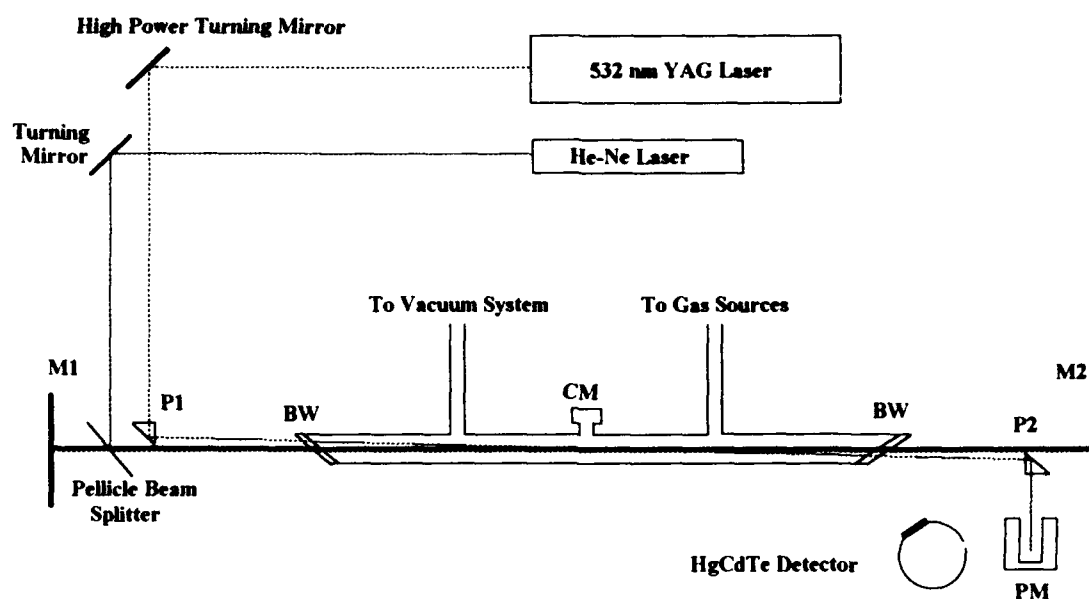 High Power Turning Mirror
532 nm YAG Laser
Turning
Mirror
He-Ne Laser
To Vacuum System
To Gas Sources
M1
M2
P1
BW
CM
BW
P2
Pellicle Beam
Splitter
HgCdTe Detector
PM